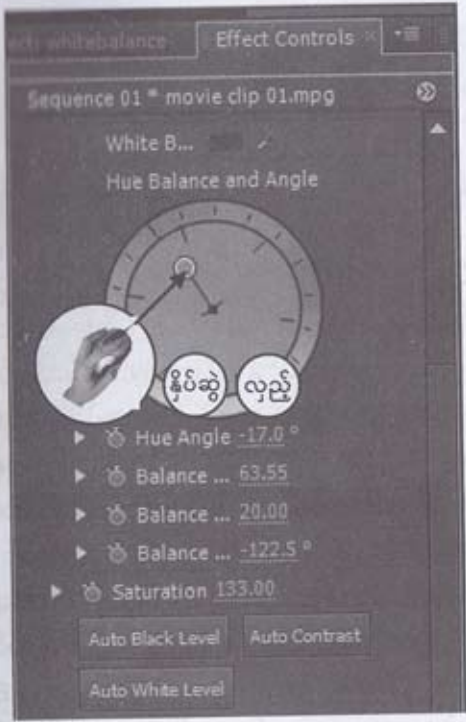 whitebalance Effect Controls ×
Sequence 01 * movie clip 01.mpg
White B...
Hue Balance and Angle
နှိပ်ဆွဲ လှည့်
Hue Angle -17.0 °
Balance ... 63.55
Balance ... 20.00
Balance ... -122.5 °
Saturation 133.00
Auto Black Level Auto Contrast
Auto White Level